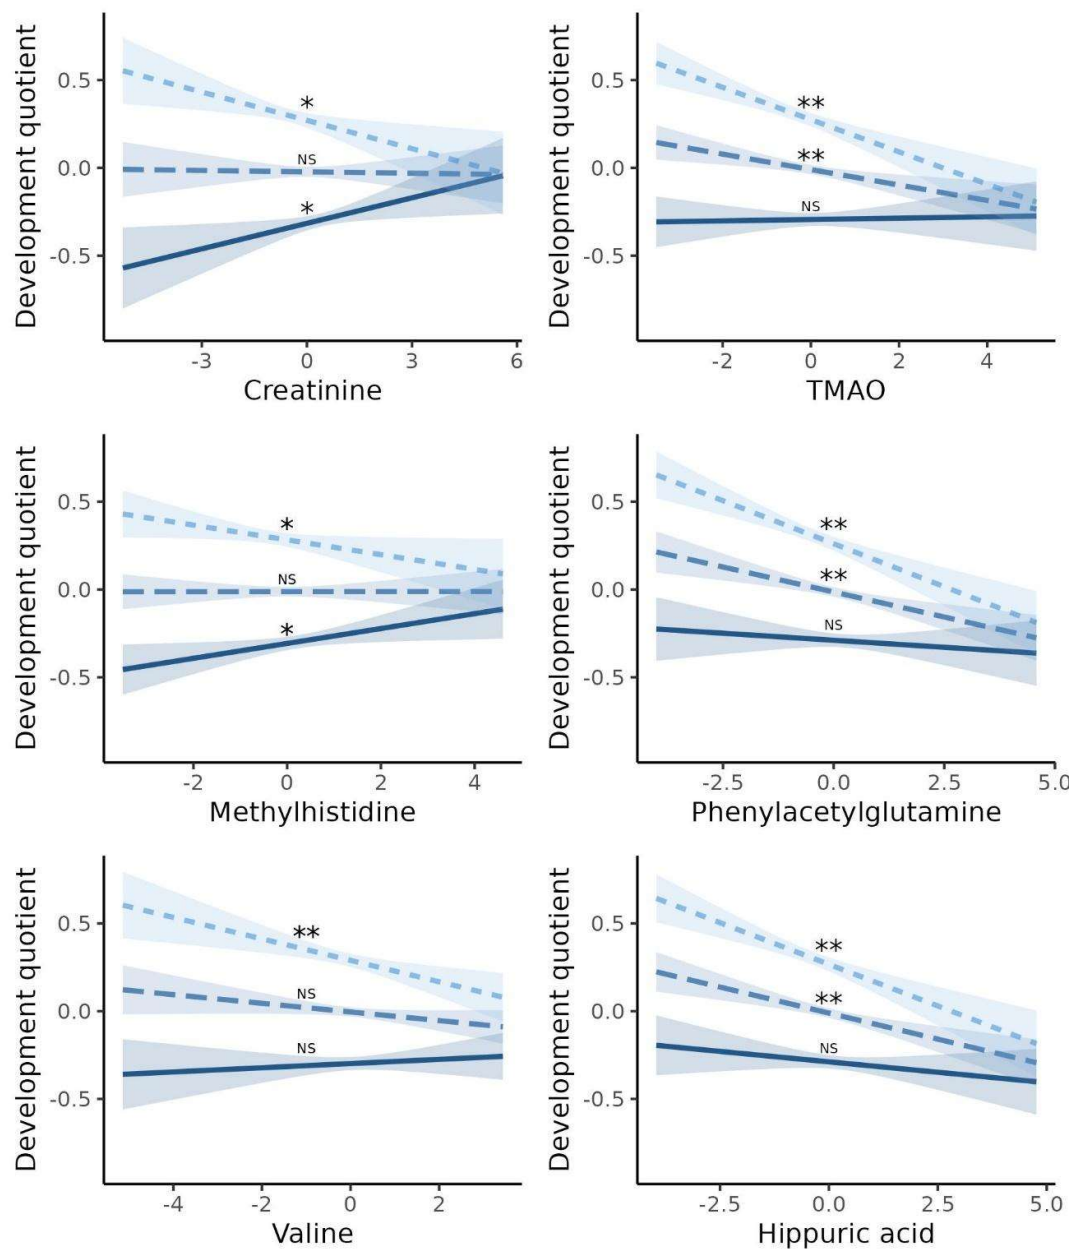 Development quotient
0.5
0.0
-0.5
*
NS
*
-3 0 3 6
Creatinine
Development quotient
0.5
0.0
-0.5
**
**
NS
-2 0 2 4
TMAO
Development quotient
0.5
0.0
-0.5
*
NS
*
-2 0 2 4
Methylhistidine
Development quotient
0.5
0.0
-0.5
**
**
NS
-2.5 0.0 2.5 5.0
Phenylacetylglutamine
Development quotient
0.5
0.0
-0.5
**
NS
NS
-4 -2 0 2
Valine
Development quotient
0.5
0.0
-0.5
**
**
NS
-2.5 0.0 2.5 5.0
Hippuric acid